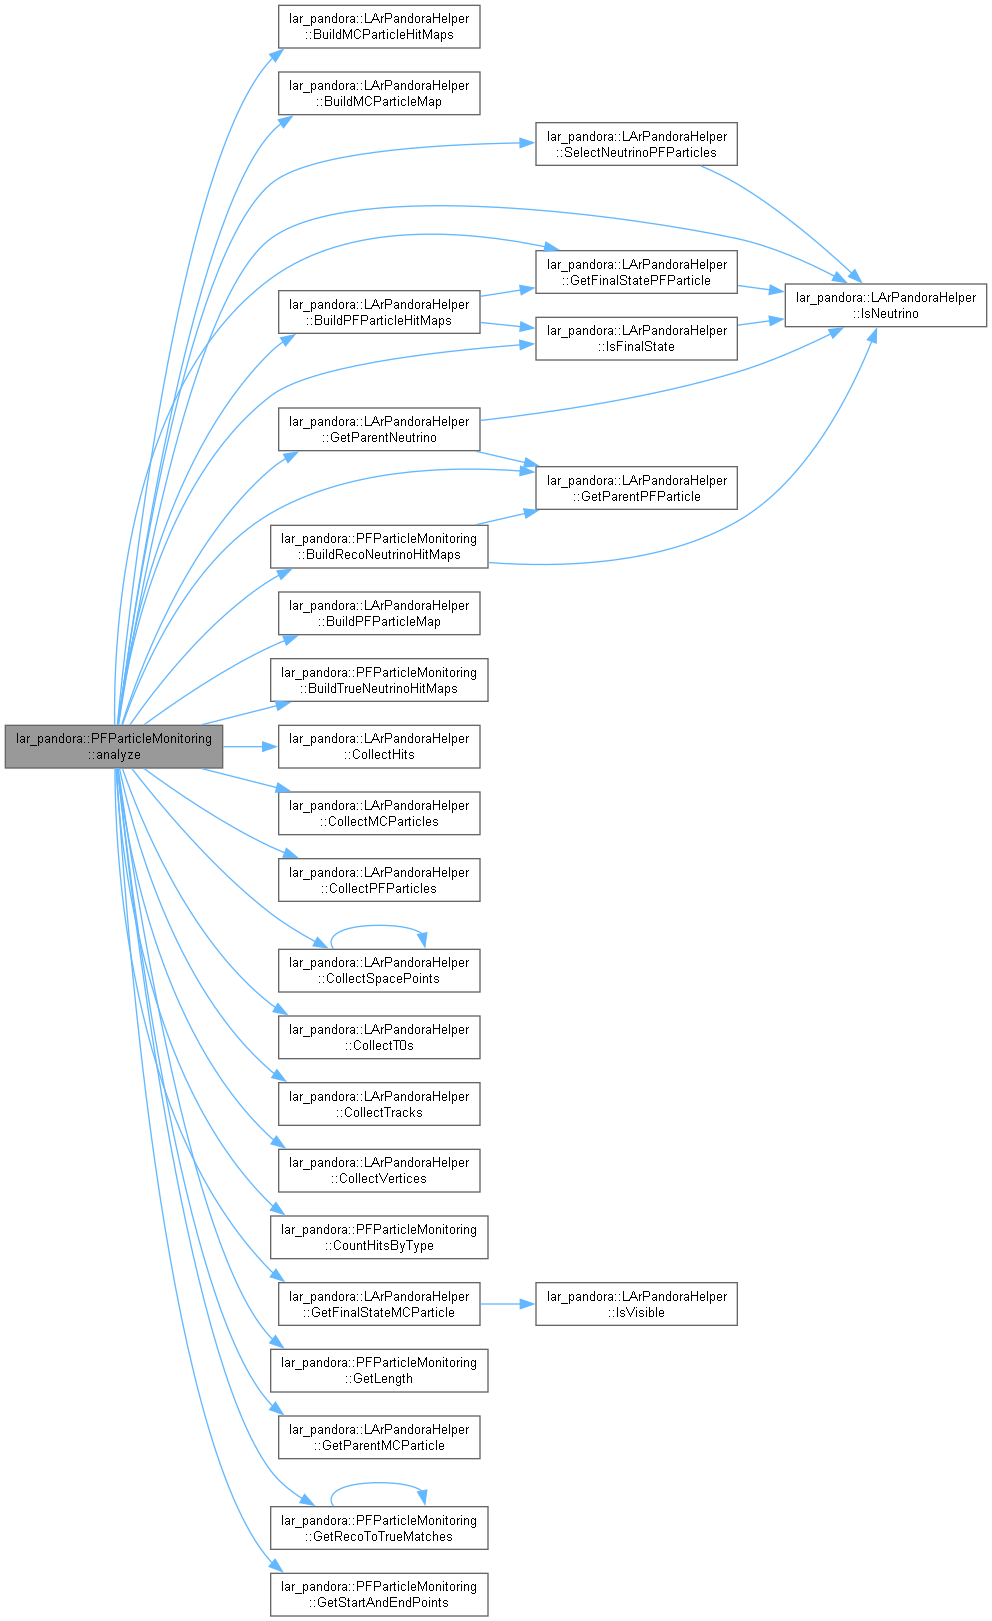 lar_pandora::LArPandoraHelper
::BuildMCParticleHitMaps
lar_pandora::LArPandoraHelper
::BuildMCParticleMap
lar_pandora::LArPandoraHelper
::SelectNeutrinoPFParticles
lar_pandora::LArPandoraHelper
::GetFinalStatePFParticle
lar_pandora::LArPandoraHelper
::IsNeutrino
lar_pandora::LArPandoraHelper
::BuildPFParticleHitMaps
lar_pandora::LArPandoraHelper
::IsFinalState
lar_pandora::LArPandoraHelper
::GetParentNeutrino
lar_pandora::LArPandoraHelper
::GetParentPFParticle
lar_pandora::PFParticleMonitoring
::BuildRecoNeutrinoHitMaps
lar_pandora::LArPandoraHelper
::BuildPFParticleMap
lar_pandora::PFParticleMonitoring
::BuildTrueNeutrinoHitMaps
lar_pandora::PFParticleMonitoring
::analyze
lar_pandora::LArPandoraHelper
::CollectHits
lar_pandora::LArPandoraHelper
::CollectMCParticles
lar_pandora::LArPandoraHelper
::CollectPFParticles
lar_pandora::LArPandoraHelper
::CollectSpacePoints
lar_pandora::LArPandoraHelper
::CollectT0s
lar_pandora::LArPandoraHelper
::CollectTracks
lar_pandora::LArPandoraHelper
::CollectVertices
lar_pandora::PFParticleMonitoring
::CountHitsByType
lar_pandora::LArPandoraHelper
::GetFinalStateMCParticle
lar_pandora::LArPandoraHelper
::IsVisible
lar_pandora::PFParticleMonitoring
::GetLength
lar_pandora::LArPandoraHelper
::GetParentMCParticle
lar_pandora::PFParticleMonitoring
::GetRecoToTrueMatches
lar_pandora::PFParticleMonitoring
::GetStartAndEndPoints